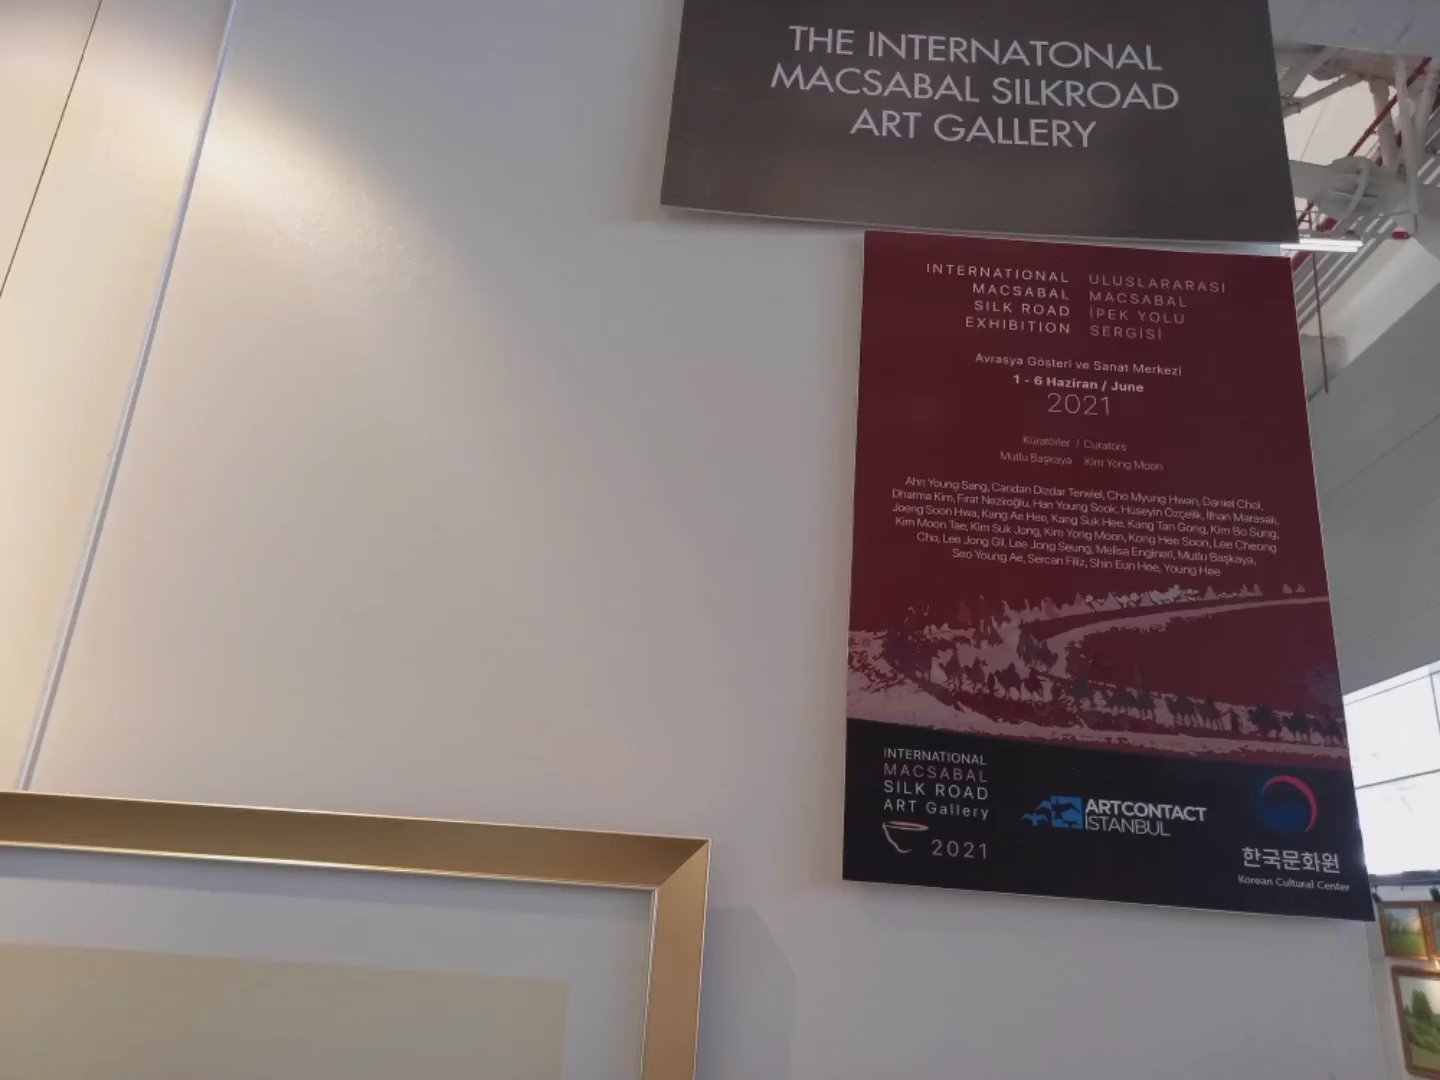 THE INTERNATONAL
MACSABAL SILKROAD
ART GALLERY
INTERNATIONAL
MACSABAL
SILK ROAD
EXHIBITION
ULUSLARARASI
MACSABAL
İPEK YOLU
SERGİSİ
Avrasya Gösteri ve Sanat Merkezi
1 - 6 Haziran / June
2021
Küratörler / Curators
Mutlu Başkaya Kim Yong Moon
Ahn Young Sang, Candan Dizdar Terwiel, Cho Myung Hwan, Daniel Choi,
Dharma Kim, Fırat Neziroğlu, Han Young Sook, Hüseyin Özçelik, İlhan Marasalı,
Joeng Soon Hwa, Kang Ae Hee, Kang Suk Hee, Kang Tan Gong, Kim Bo Sung,
Kim Moon Tae, Kim Suk Jong, Kim Yong Moon, Kong Hee Soon, Lee Cheong
Cho, Lee Jong Gil, Lee Jong Seung, Melisa Engineri, Mutlu Başkaya,
Seo Young Ae, Sercan Filiz, Shin Eun Hee, Young Hee
INTERNATIONAL
MACSABAL
SILK ROAD
ART Gallery
2021
ARTCONTACT
ISTANBUL
한국문화원
Korean Cultural Center